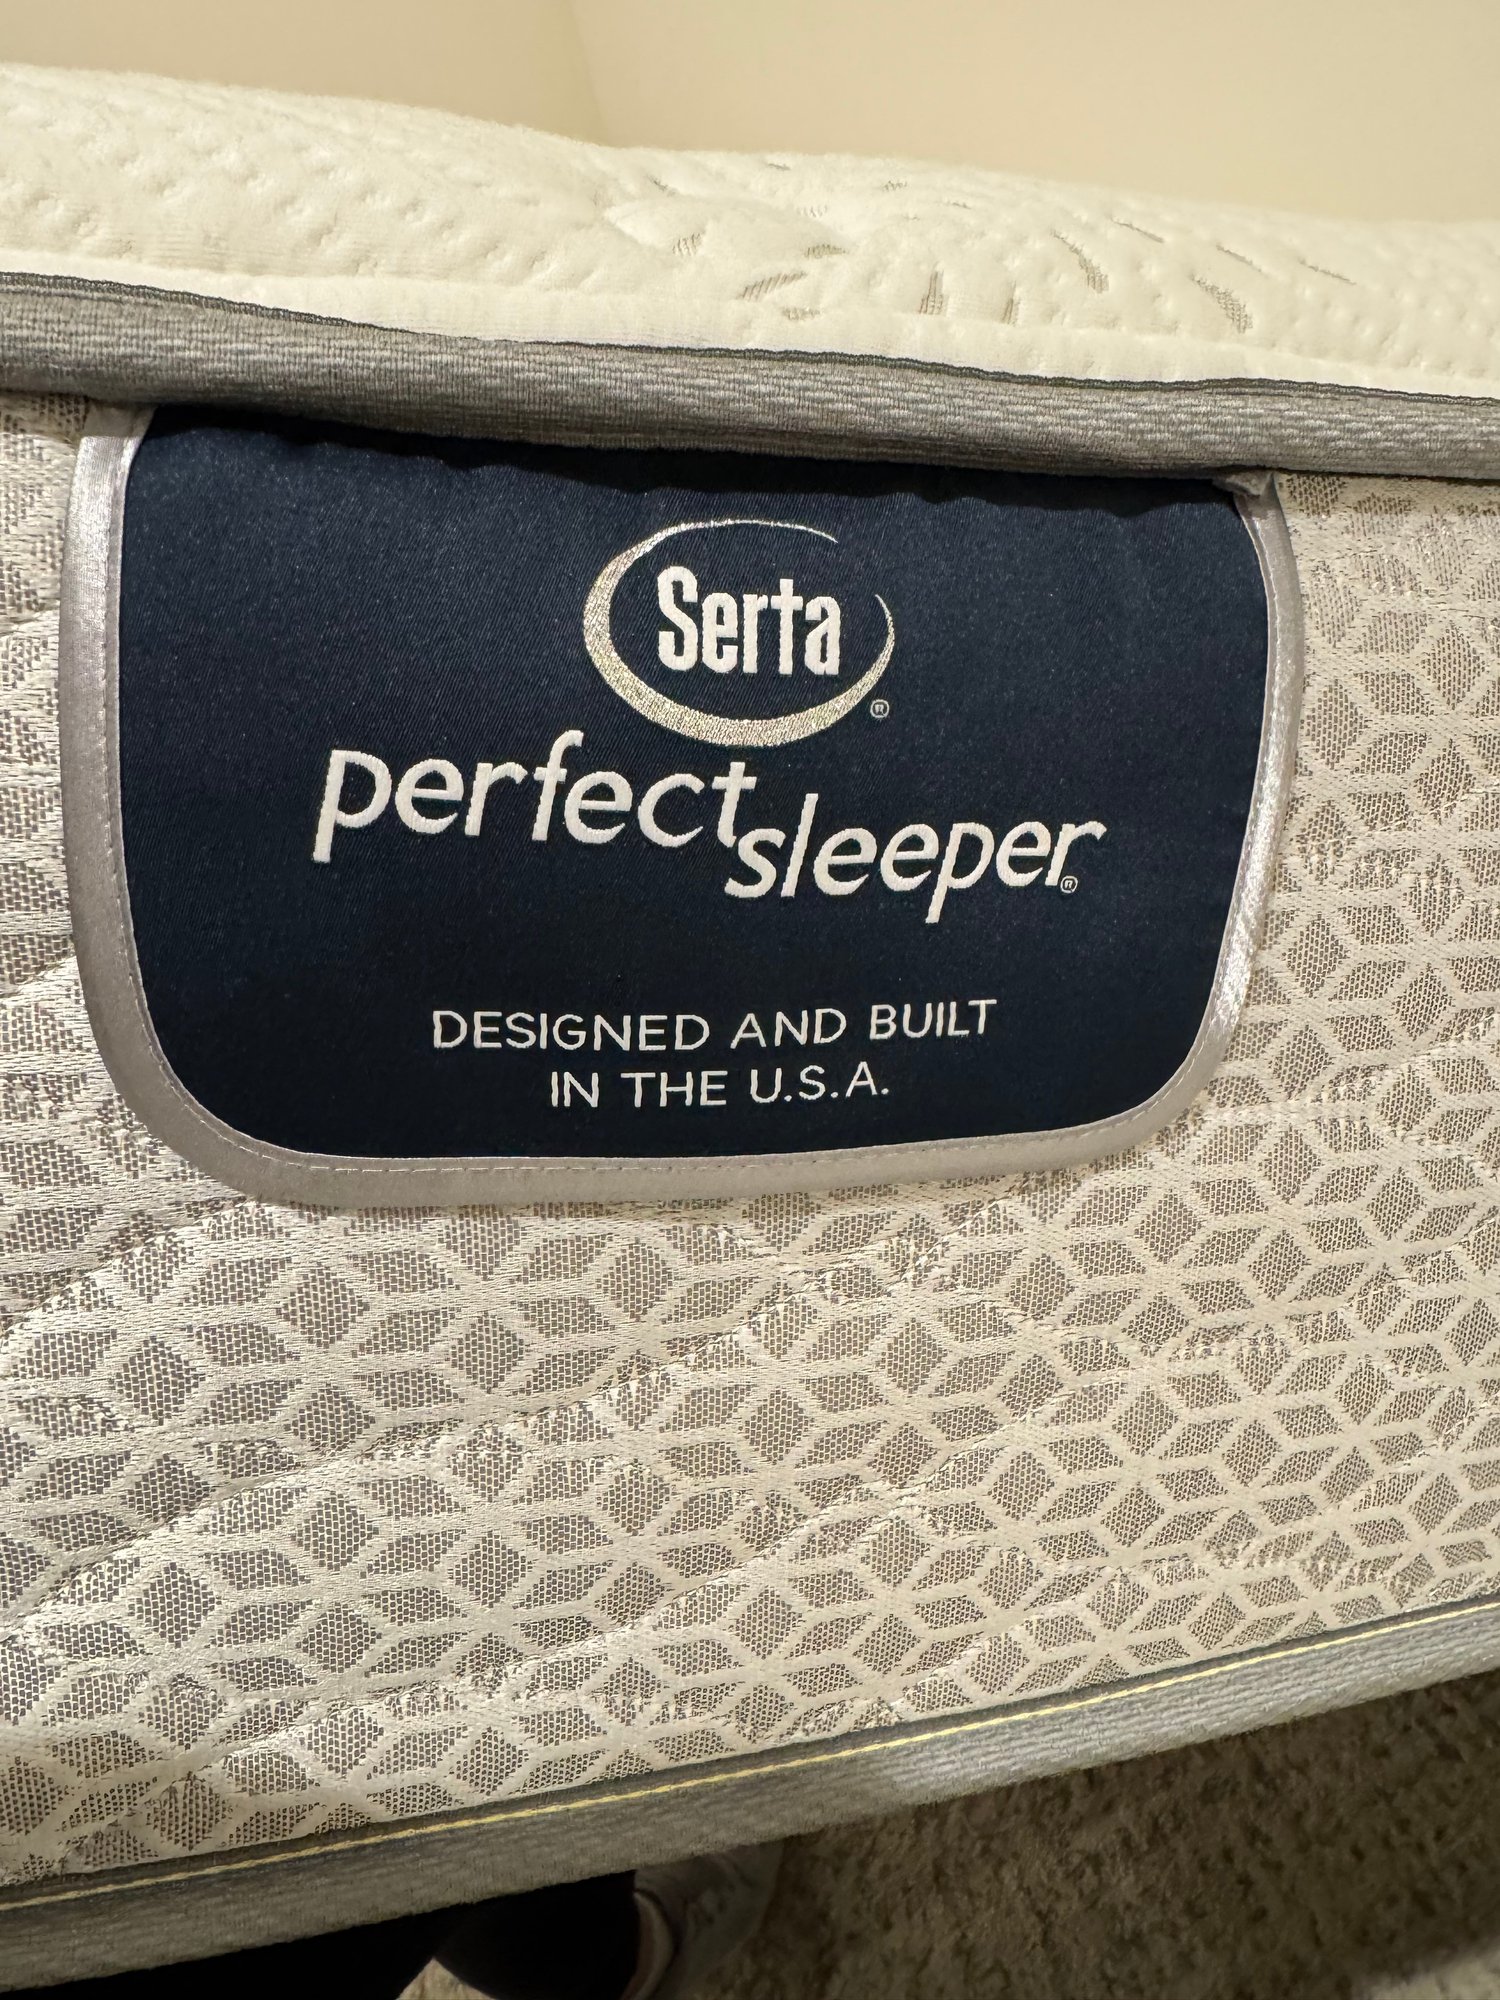 Serta®
perfect sleeper®
DESIGNED AND BUILT
IN THE U.S.A.